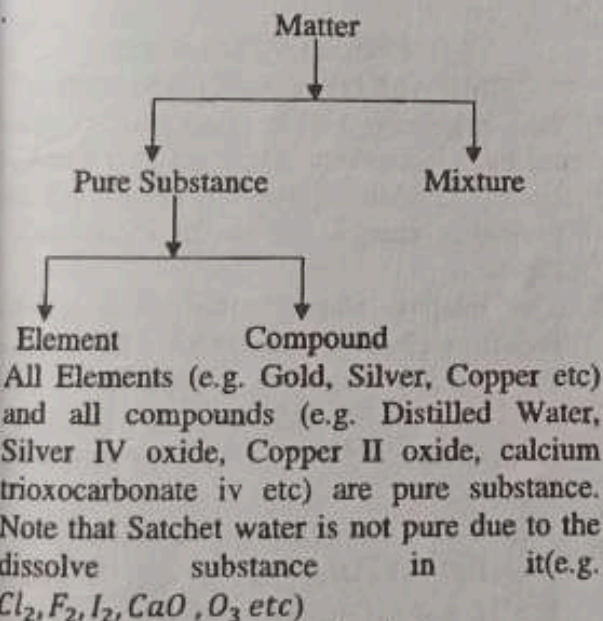 Matter
Pure Substance Mixture
Element Compound
All Elements (e.g. Gold, Silver, Copper etc)
and all compounds (e.g. Distilled Water,
Silver IV oxide, Copper II oxide, calcium
trioxocarbonate iv etc) are pure substance.
Note that Satchet water is not pure due to the
dissolve substance in it(e.g.
Cl₂, F₂, I₂, CaO , O₃ etc)